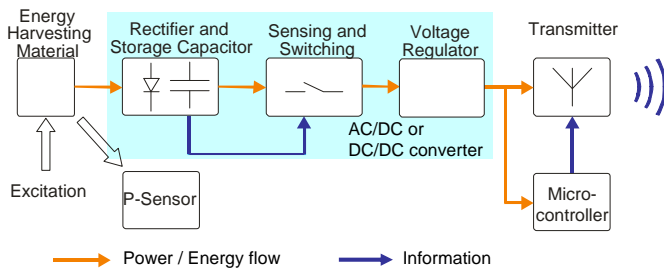 Energy
Harvesting
Material
Rectifier and
Storage Capacitor
Sensing and
Switching
Voltage
Regulator
Transmitter
AC/DC or
DC/DC converter
Excitation
P-Sensor
Micro-
controller
Power / Energy flow
Information